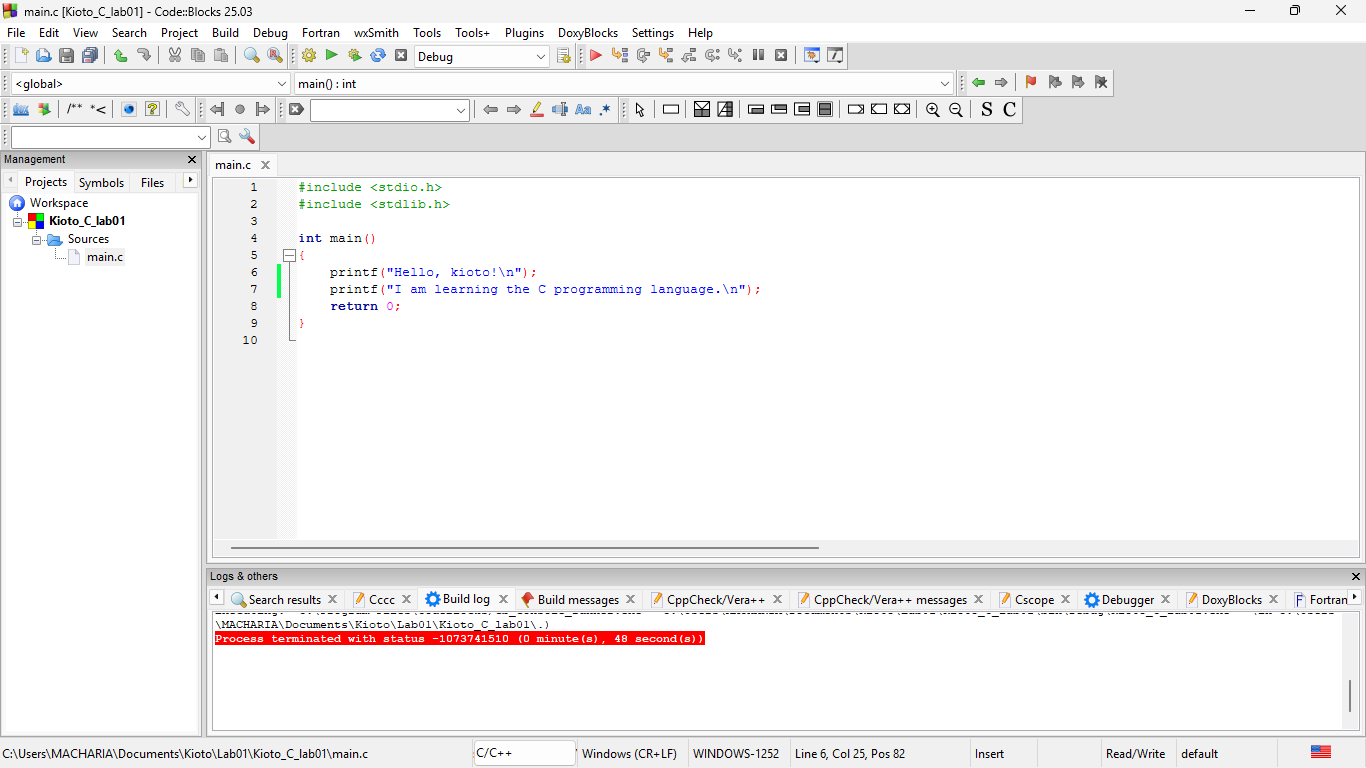 main.c [Kioto_C_lab01] - Code::Blocks 25.03
File Edit View Search Project Build Debug Fortran wxSmith Tools Tools+ Plugins DoxyBlocks Settings Help
Debug
<global> main() : int
/** *< Aa .* S C
Management
Projects Symbols Files
Workspace
Kioto_C_lab01
Sources
main.c
main.c
1 #include <stdio.h>
2 #include <stdlib.h>
3
4 int main()
5 {
6 printf("Hello, kioto!\n");
7 printf("I am learning the C programming language.\n");
8 return 0;
9 }
10
Logs & others
Search results Cccc Build log Build messages CppCheck/Vera++ CppCheck/Vera++ messages Cscope Debugger DoxyBlocks Fortran
\MACHARIA\Documents\Kioto\Lab01\Kioto_C_lab01\.)
Process terminated with status -1073741510 (0 minute(s), 48 second(s))
C:\Users\MACHARIA\Documents\Kioto\Lab01\Kioto_C_lab01\main.c C/C++ Windows (CR+LF) WINDOWS-1252 Line 6, Col 25, Pos 82 Insert Read/Write default